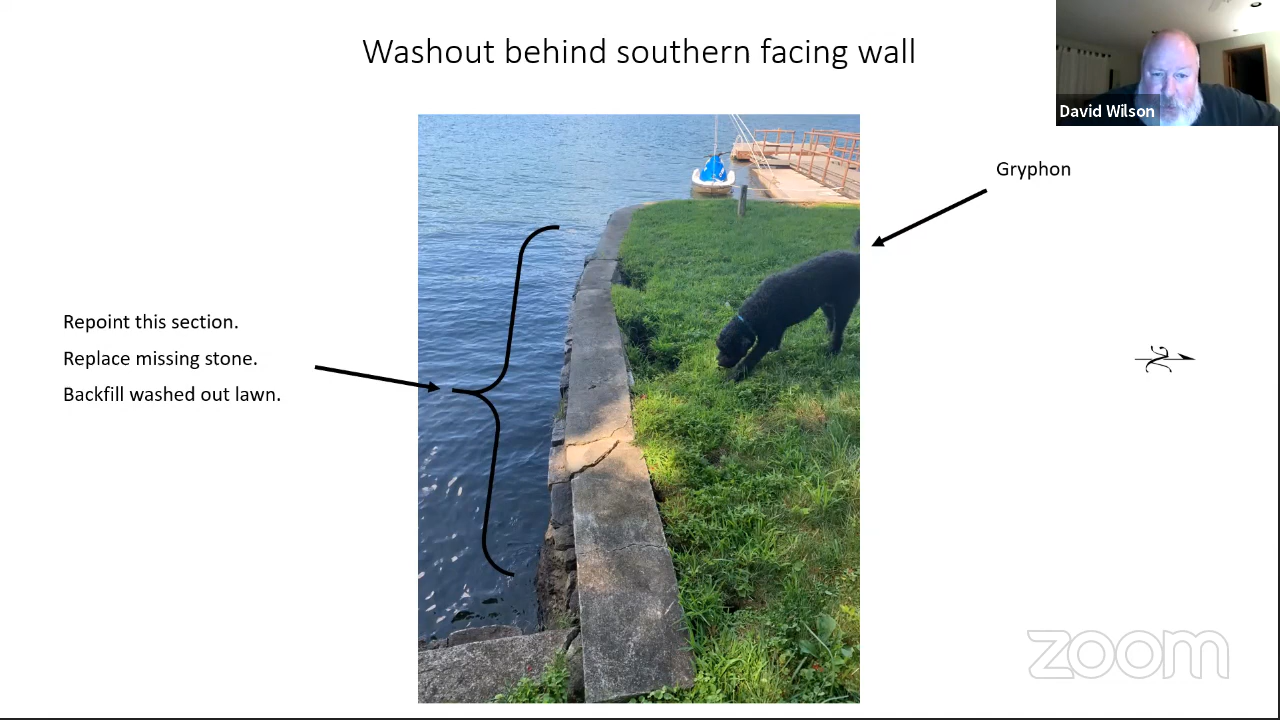 Washout behind southern facing wall
David Wilson
Gryphon
Repoint this section.
Replace missing stone.
Backfill washed out lawn.
zoom